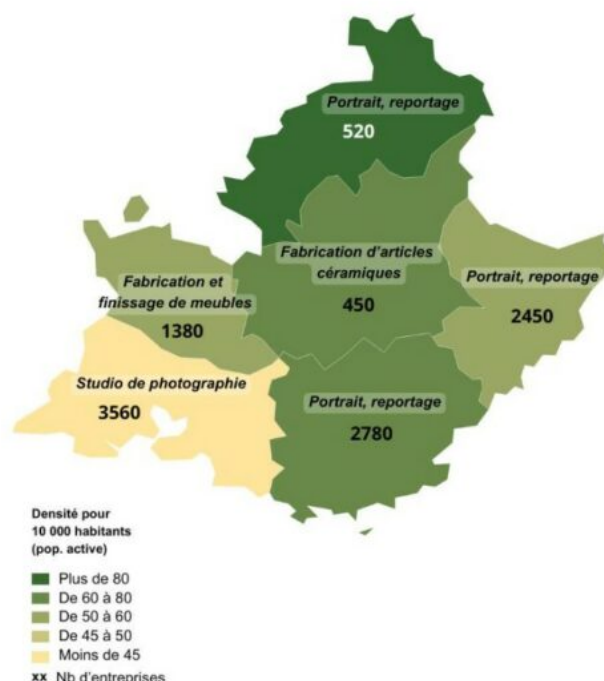 Portrait, reportage
520
Fabrication d'articles
céramiques
450
Portrait, reportage
2450
Fabrication et
finissage de meubles
1380
Studio de photographie
3560
Portrait, reportage
2780
Densité pour
10 000 habitants
(pop. active)
Plus de 80
De 60 à 80
De 50 à 60
De 45 à 50
Moins de 45
xx Nb d'entreprises